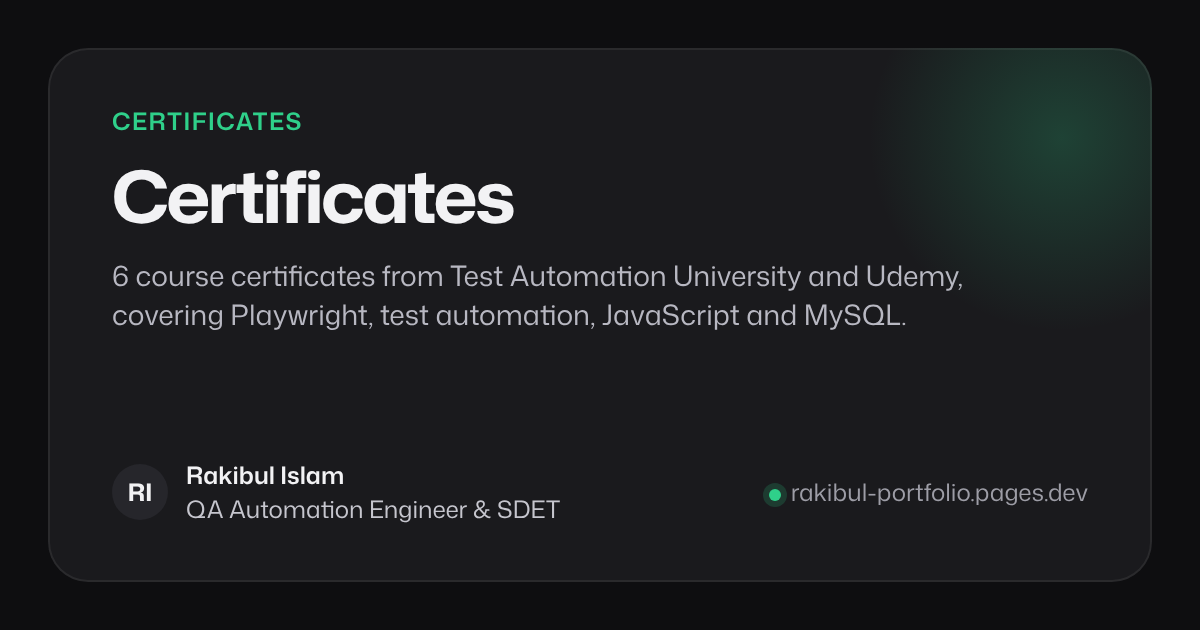 CERTIFICATES
Certificates
6 course certificates from Test Automation University and Udemy,
covering Playwright, test automation, JavaScript and MySQL.
RI
Rakibul Islam
QA Automation Engineer & SDET
rakibul-portfolio.pages.dev